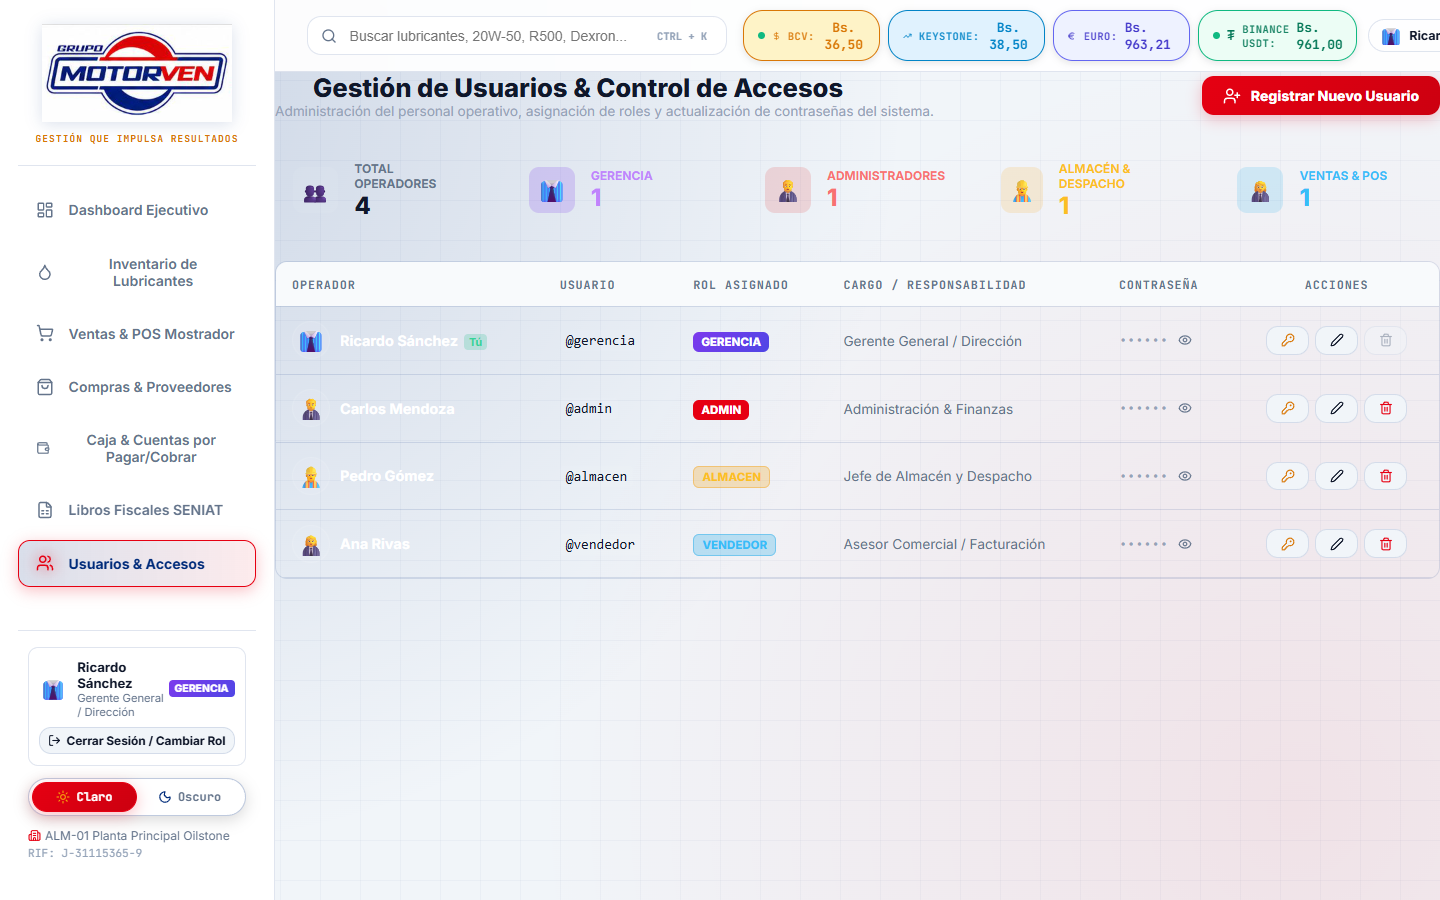 GRUPO
MOTORVEN
GESTIÓN QUE IMPULSA RESULTADOS
Dashboard Ejecutivo
Inventario de
Lubricantes
Ventas & POS Mostrador
Compras & Proveedores
Caja & Cuentas por
Pagar/Cobrar
Libros Fiscales SENIAT
Usuarios & Accesos
Ricardo
Sánchez
Gerente General
/ Dirección
GERENCIA
Cerrar Sesión / Cambiar Rol
Claro
Oscuro
ALM-01 Planta Principal Oilstone
RIF: J-31115365-9
Buscar lubricantes, 20W-50, R500, Dexron...
CTRL + K
$ BCV: Bs. 36,50
KEYSTONE: Bs. 38,50
€ EURO: Bs. 963,21
₮ BINANCE USDT: Bs. 961,00
Ricar
Gestión de Usuarios & Control de Accesos
Administración del personal operativo, asignación de roles y actualización de contraseñas del sistema.
Registrar Nuevo Usuario
TOTAL
OPERADORES
4
GERENCIA
1
ADMINISTRADORES
1
ALMACÉN &
DESPACHO
1
VENTAS & POS
1
OPERADOR USUARIO ROL ASIGNADO CARGO / RESPONSABILIDAD CONTRASEÑA ACCIONES
Ricardo Sánchez Tú @gerencia GERENCIA Gerente General / Dirección ••••••
Carlos Mendoza @admin ADMIN Administración & Finanzas ••••••
Pedro Gómez @almacen ALMACEN Jefe de Almacén y Despacho ••••••
Ana Rivas @vendedor VENDEDOR Asesor Comercial / Facturación ••••••